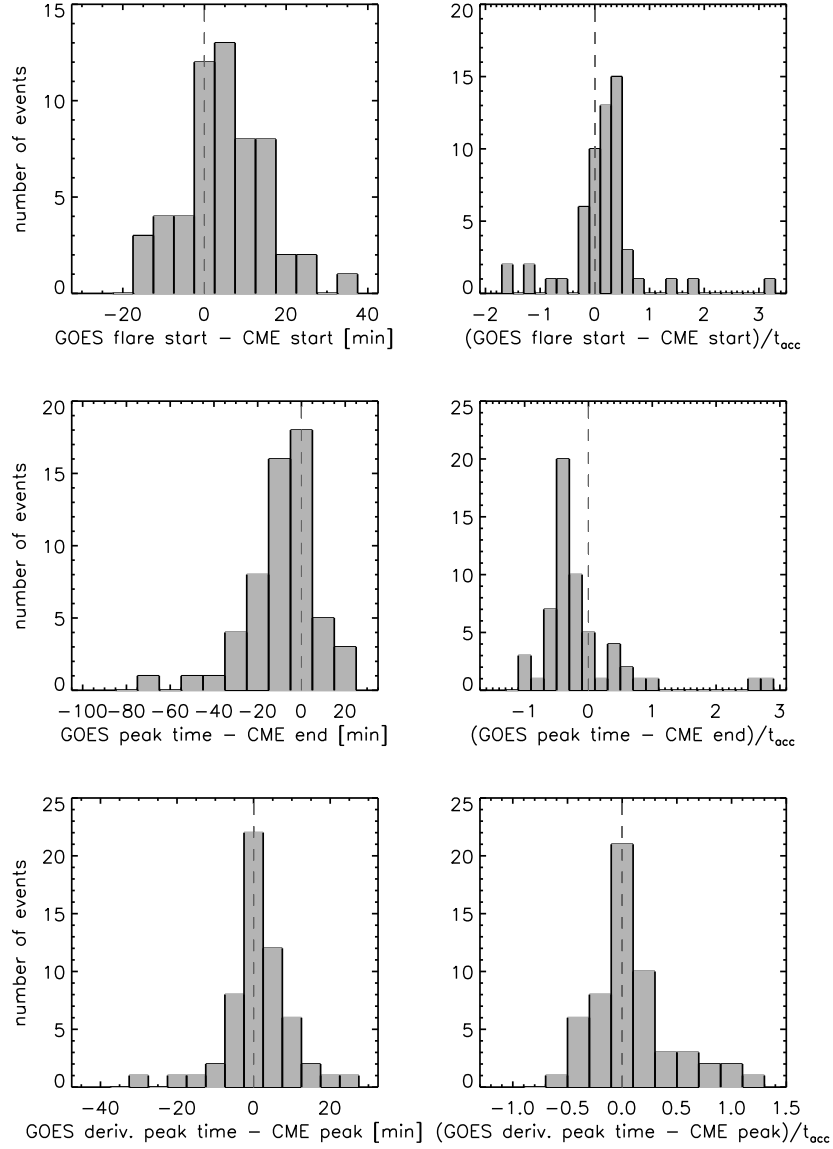 15
10
5
0
number of events
−20 0 20 40
GOES flare start − CME start [min]
20
15
10
5
0
−2 −1 0 1 2 3
(GOES flare start − CME start)/tacc
20
15
10
5
0
number of events
−100−80 −60 −40 −20 0 20
GOES peak time − CME end [min]
25
20
15
10
5
0
−1 0 1 2 3
(GOES peak time − CME end)/tacc
25
20
15
10
5
0
number of events
−40 −20 0 20
GOES deriv. peak time − CME peak [min]
25
20
15
10
5
0
−1.0 −0.5 0.0 0.5 1.0 1.5
(GOES deriv. peak time − CME peak)/tacc